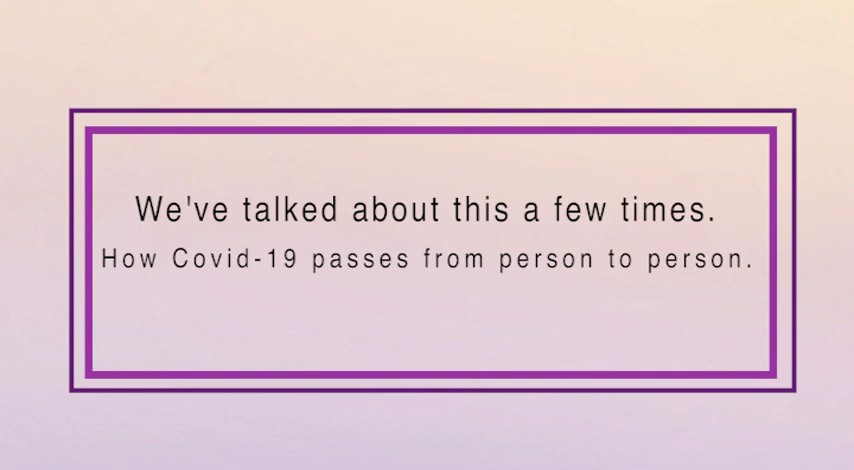 We've talked about this a few times.
How Covid-19 passes from person to person.